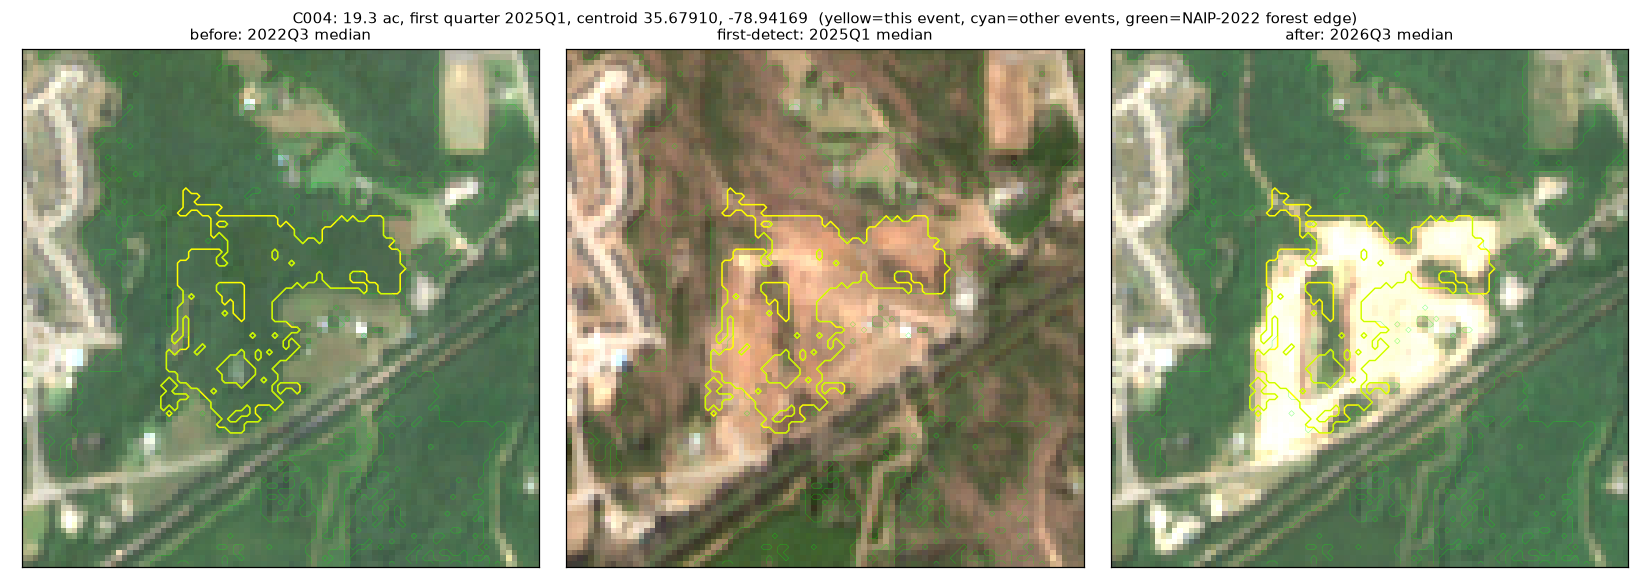 C004: 19.3 ac, first quarter 2025Q1, centroid 35.67910, -78.94169  (yellow=this event, cyan=other events, green=NAIP-2022 forest edge)
before: 2022Q3 median
first-detect: 2025Q1 median
after: 2026Q3 median